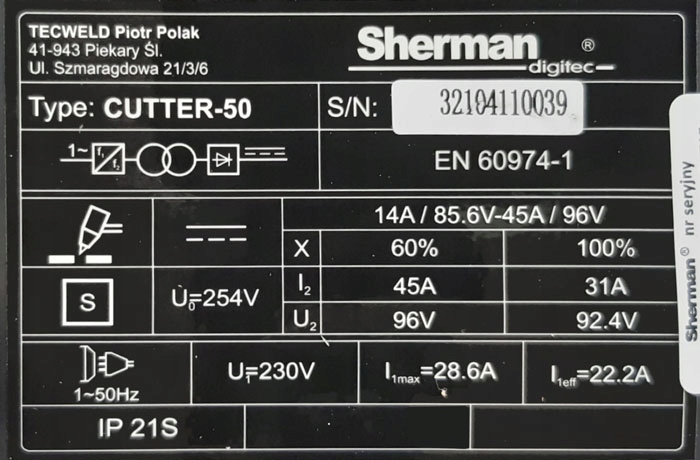 TECWELD Piotr Polak
41-943 Piekary Śl.
Ul. Szmaragdowa 21/3/6
Sherman ®
digitec
Type: CUTTER-50
S/N: 32104110039
1~ f₁ f₂
EN 60974-1
14A / 85.6V-45A / 96V
X 60% 100%
S U₀=254V
I₂ 45A 31A
U₂ 96V 92.4V
1~50Hz
U₁=230V
I₁max=28.6A
I₁eff=22.2A
IP 21S
Sherman® nr seryjny